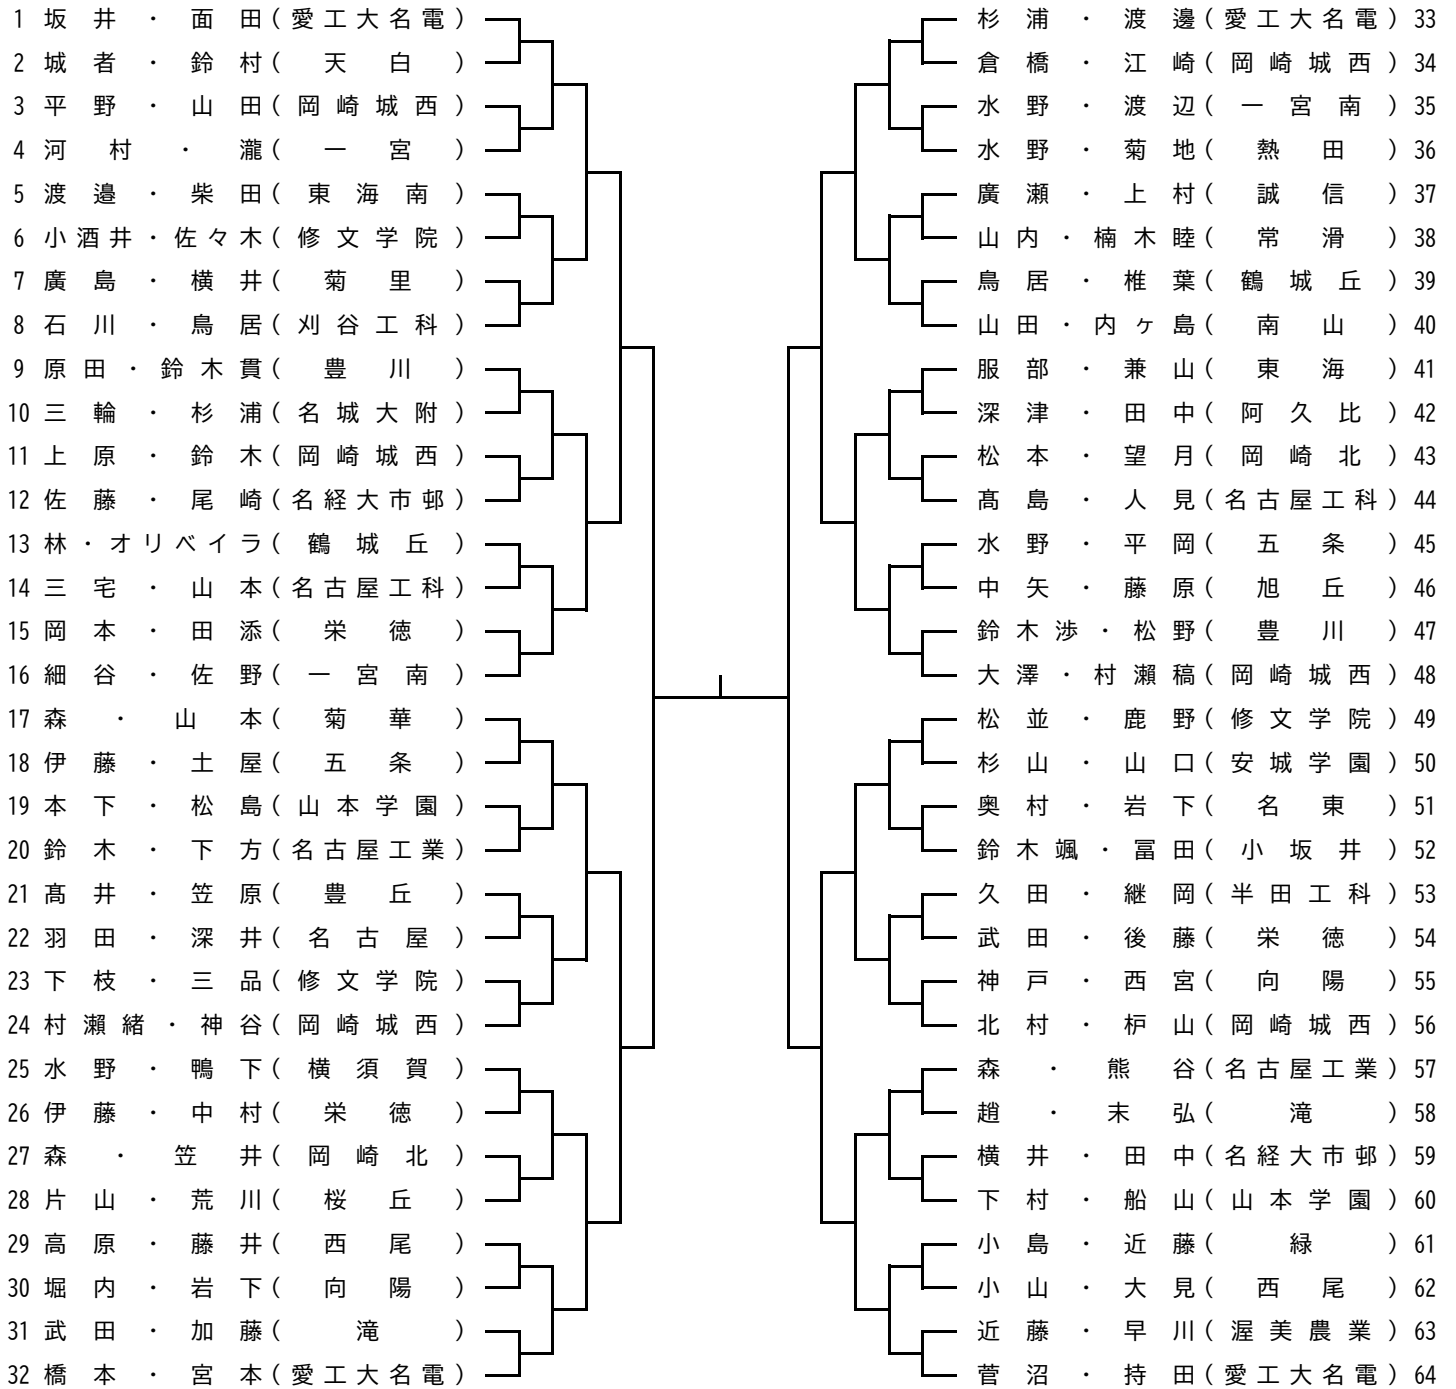 1 坂井・面田(愛工大名電)
2 城者・鈴村(天白)
3 平野・山田(岡崎城西)
4 河村・瀧(一宮)
5 渡邉・柴田(東海南)
6 小酒井・佐々木(修文学院)
7 廣島・横井(菊里)
8 石川・鳥居(刈谷工科)
9 原田・鈴木貫(豊川)
10 三輪・杉浦(名城大附)
11 上原・鈴木(岡崎城西)
12 佐藤・尾崎(名経大市邨)
13 林・オリベイラ(鶴城丘)
14 三宅・山本(名古屋工科)
15 岡本・田添(栄徳)
16 細谷・佐野(一宮南)
17 森・山本(菊華)
18 伊藤・土屋(五条)
19 本下・松島(山本学園)
20 鈴木・下方(名古屋工業)
21 髙井・笠原(豊丘)
22 羽田・深井(名古屋)
23 下枝・三品(修文学院)
24 村瀬緒・神谷(岡崎城西)
25 水野・鴨下(横須賀)
26 伊藤・中村(栄徳)
27 森・笠井(岡崎北)
28 片山・荒川(桜丘)
29 高原・藤井(西尾)
30 堀内・岩下(向陽)
31 武田・加藤(滝)
32 橋本・宮本(愛工大名電)
杉浦・渡邊(愛工大名電) 33
倉橋・江崎(岡崎城西) 34
水野・渡辺(一宮南) 35
水野・菊地(熱田) 36
廣瀬・上村(誠信) 37
山内・楠木睦(常滑) 38
鳥居・椎葉(鶴城丘) 39
山田・内ヶ島(南山) 40
服部・兼山(東海) 41
深津・田中(阿久比) 42
松本・望月(岡崎北) 43
髙島・人見(名古屋工科) 44
水野・平岡(五条) 45
中矢・藤原(旭丘) 46
鈴木渉・松野(豊川) 47
大澤・村瀬稿(岡崎城西) 48
松並・鹿野(修文学院) 49
杉山・山口(安城学園) 50
奥村・岩下(名東) 51
鈴木颯・冨田(小坂井) 52
久田・継岡(半田工科) 53
武田・後藤(栄徳) 54
神戸・西宮(向陽) 55
北村・枦山(岡崎城西) 56
森・熊谷(名古屋工業) 57
趙・末弘(滝) 58
横井・田中(名経大市邨) 59
下村・船山(山本学園) 60
小島・近藤(緑) 61
小山・大見(西尾) 62
近藤・早川(渥美農業) 63
菅沼・持田(愛工大名電) 64